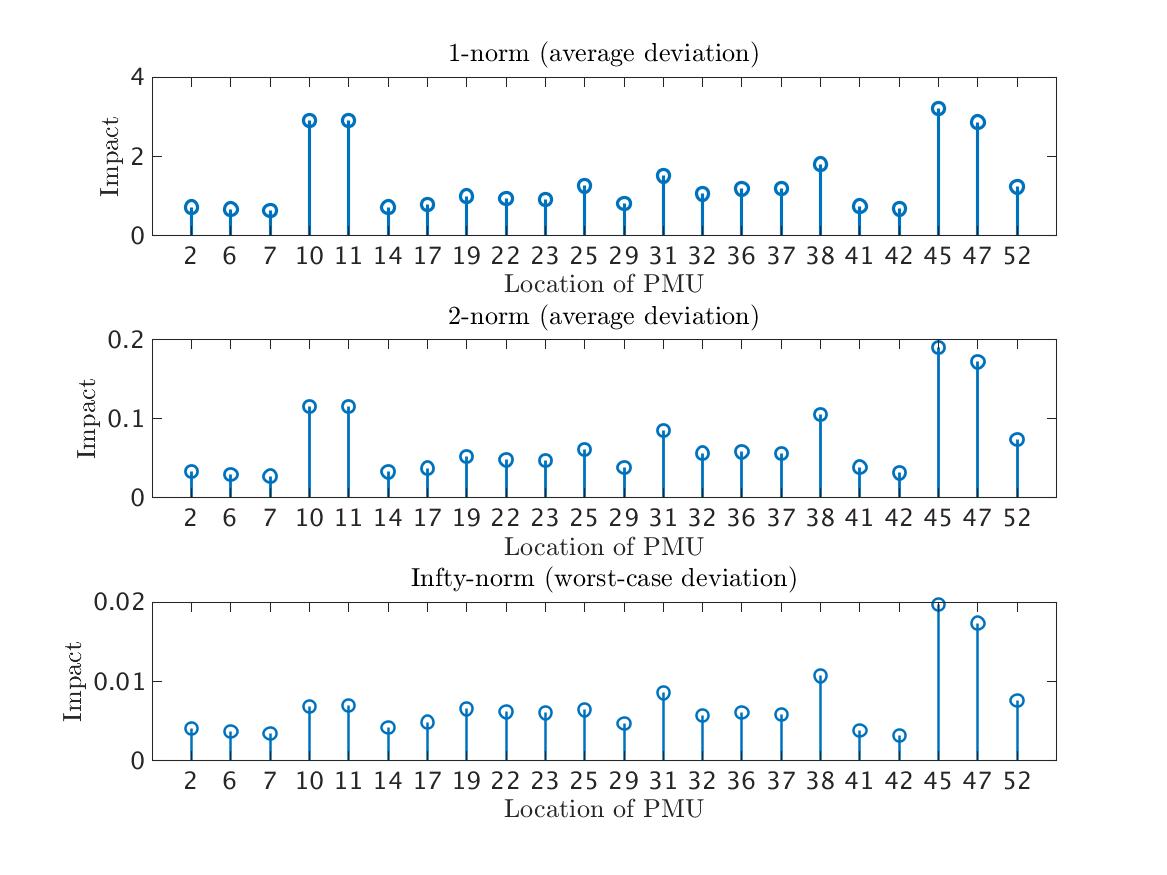 1-norm (average deviation)
4
2
0
Impact
2 6 7 10 11 14 17 19 22 23 25 29 31 32 36 37 38 41 42 45 47 52
Location of PMU
2-norm (average deviation)
0.2
0.1
0
Impact
2 6 7 10 11 14 17 19 22 23 25 29 31 32 36 37 38 41 42 45 47 52
Location of PMU
Infty-norm (worst-case deviation)
0.02
0.01
0
Impact
2 6 7 10 11 14 17 19 22 23 25 29 31 32 36 37 38 41 42 45 47 52
Location of PMU